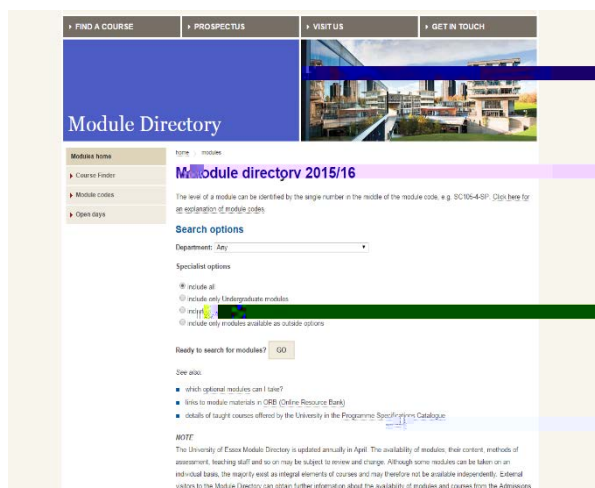 FIND A COURSE
PROSPECTUS
VISIT US
GET IN TOUCH
Module Directory
Modules home
Course Finder
Module codes
Open days
home modules
Module directory 2015/16
The level of a module can be identified by the single number in the middle of the module code, e.g. SC105-4-SP. Click here for
an explanation of module codes.
Search options
Department: Any
Specialist options
include all
include only Undergraduate modules
include only modules available as outside options
Ready to search for modules? GO
See also:
which optional modules can I take?
links to module materials in ORB (Online Resource Bank)
details of taught courses offered by the University in the Programme Specifications Catalogue
NOTE
The University of Essex Module Directory is updated annually in April. The availability of modules, their content, methods of
assessment, teaching staff and so on may be subject to review and change. Although some modules can be taken on an
individual basis, the majority exist as integral elements of courses and may therefore not be available independently. External
visitors to the Module Directory can obtain further information about the availability of modules and courses from the Admissions